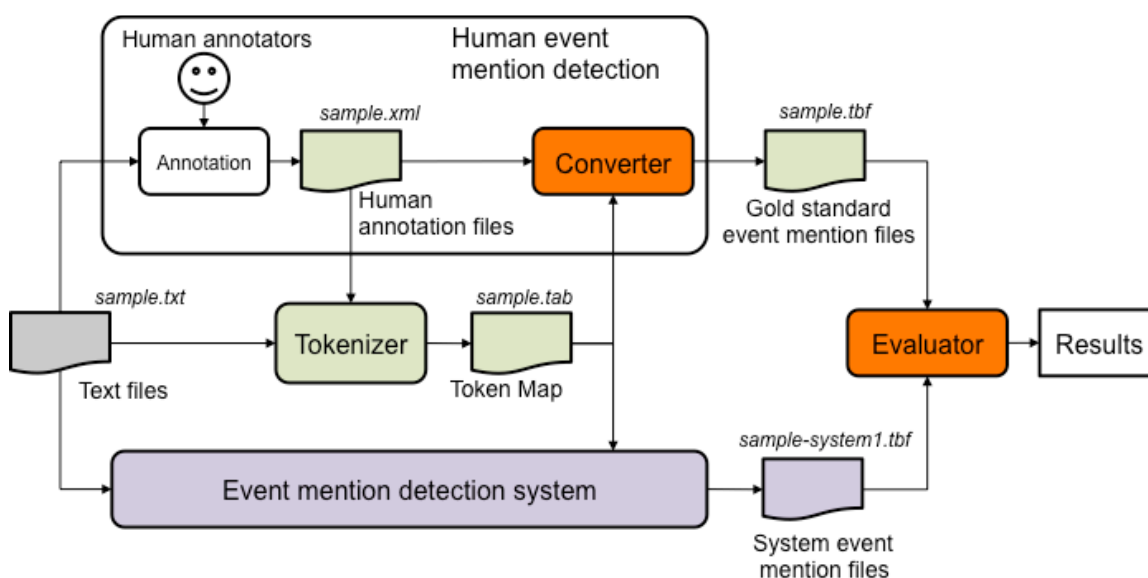 Human annotators
Human event
mention detection
sample.xml
sample.tbf
Annotation
Converter
Human
annotation files
Gold standard
event mention files
sample.txt
sample.tab
Tokenizer
Evaluator
Results
Text files
Token Map
sample-system1.tbf
Event mention detection system
System event
mention files